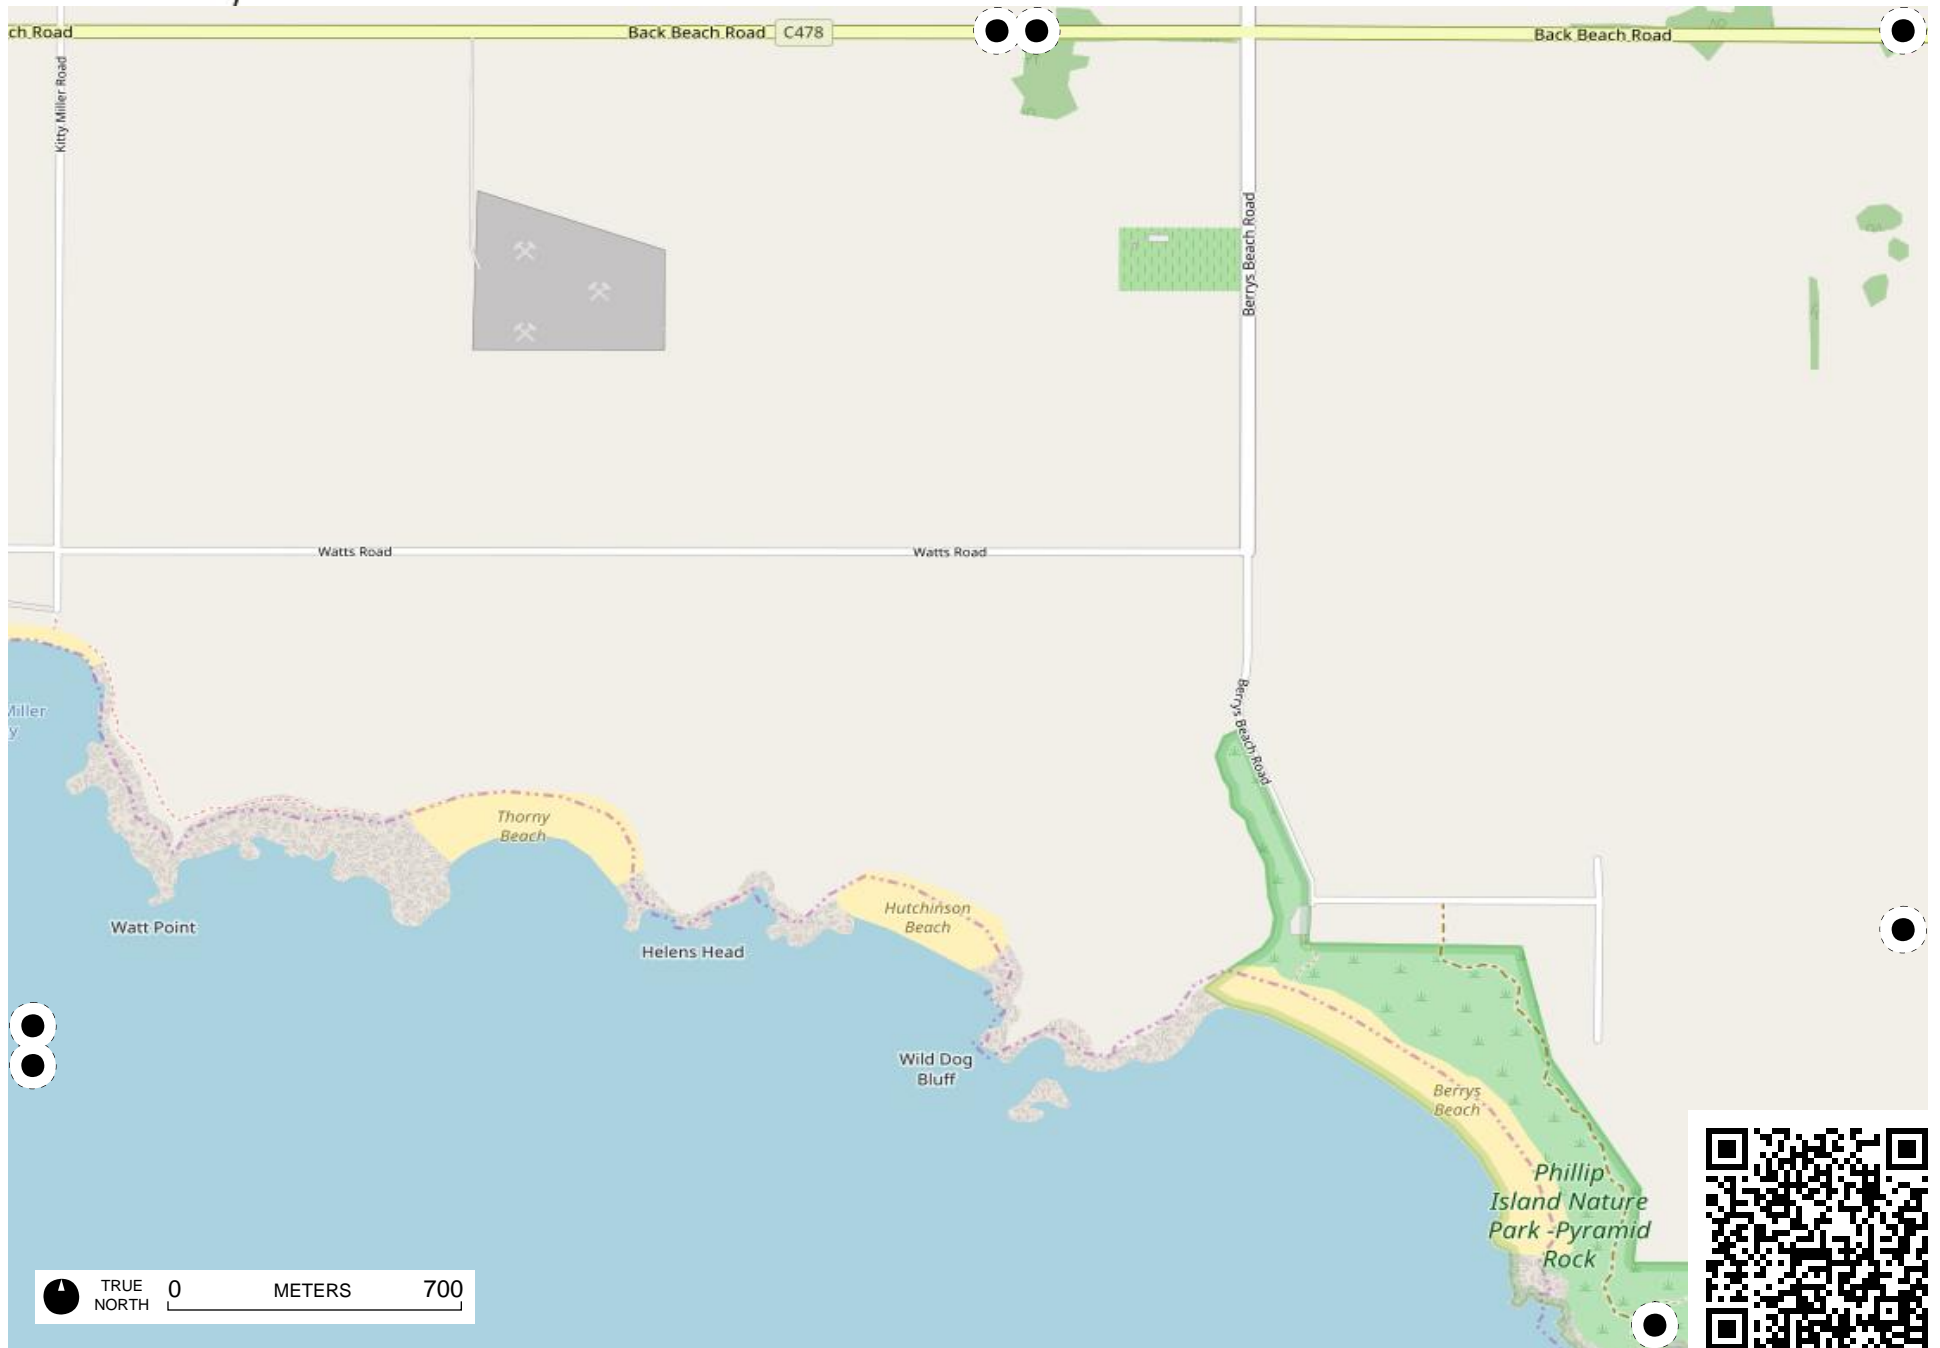 ch Road
Back Beach Road
C478
Back Beach Road
Kitty Miller Road
Berrys Beach Road
Watts Road
Watts Road
Berrys Beach Road
Miller
y
Thorny
Beach
Hutchinson
Beach
Watt Point
Helens Head
Wild Dog
Bluff
Berrys
Beach
Phillip
Island Nature
Park -Pyramid
Rock
TRUE
NORTH
0
METERS
700